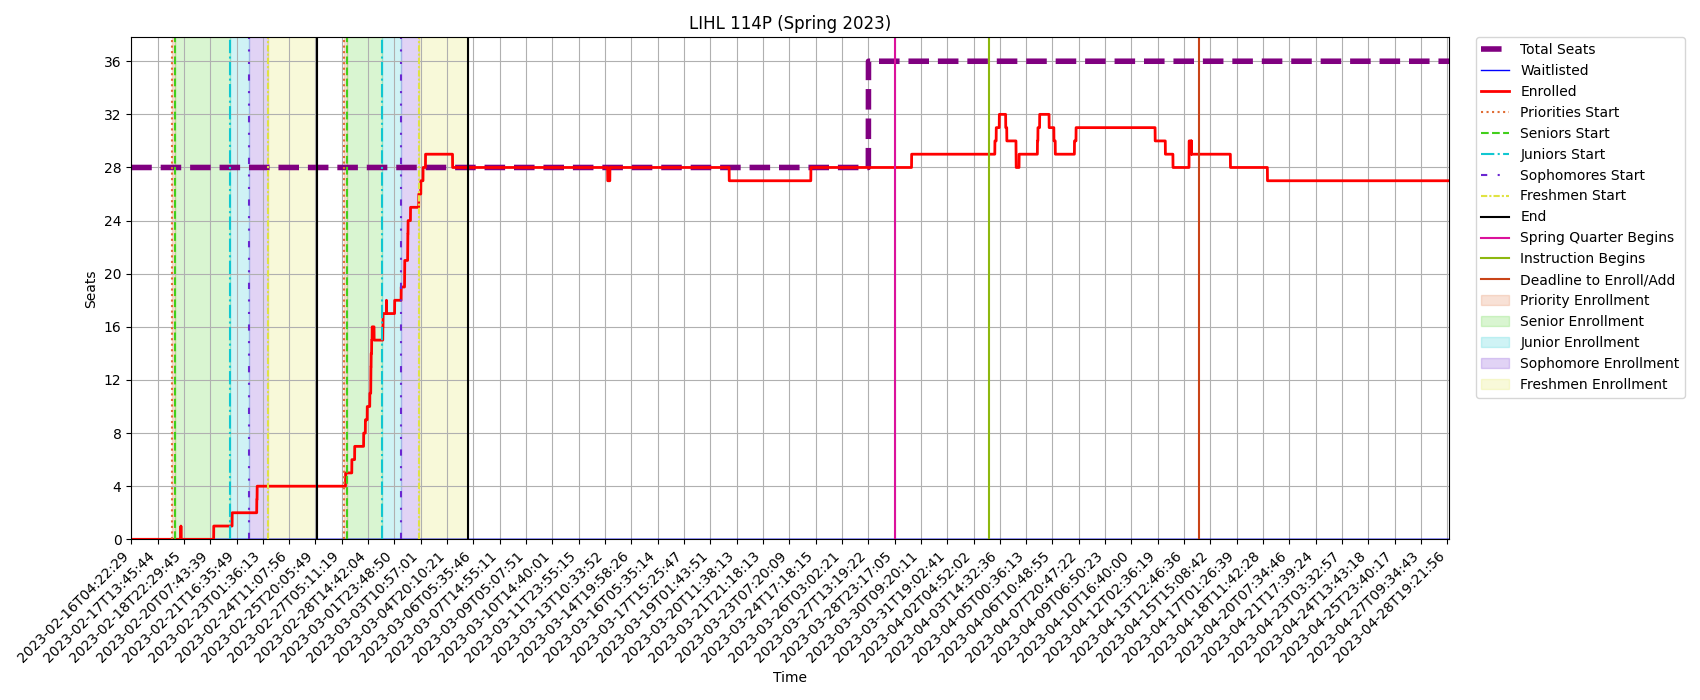 LIHL 114P (Spring 2023)
Seats
36
32
28
24
20
16
12
8
4
0
2023-02-16T04:22:29
2023-02-17T13:45:44
2023-02-18T22:29:45
2023-02-20T07:43:39
2023-02-21T16:35:49
2023-02-23T01:36:13
2023-02-24T11:07:56
2023-02-25T20:05:49
2023-02-27T05:11:19
2023-02-28T14:42:04
2023-03-01T23:48:50
2023-03-03T10:57:01
2023-03-04T20:10:21
2023-03-06T05:35:46
2023-03-07T14:55:11
2023-03-09T05:07:51
2023-03-10T14:40:01
2023-03-11T23:55:15
2023-03-13T10:33:52
2023-03-14T19:58:26
2023-03-16T05:35:14
2023-03-17T15:25:47
2023-03-19T01:43:51
2023-03-20T11:38:13
2023-03-21T21:18:13
2023-03-23T07:20:09
2023-03-24T17:18:15
2023-03-26T03:02:21
2023-03-27T13:19:22
2023-03-28T23:17:05
2023-03-30T09:20:11
2023-03-31T19:02:41
2023-04-02T04:52:02
2023-04-03T14:32:36
2023-04-05T00:36:13
2023-04-06T10:48:55
2023-04-07T20:47:22
2023-04-09T06:50:23
2023-04-10T16:40:00
2023-04-12T02:36:19
2023-04-13T12:46:36
2023-04-15T15:08:42
2023-04-17T01:26:39
2023-04-18T11:42:28
2023-04-20T07:34:46
2023-04-21T17:39:24
2023-04-23T03:32:57
2023-04-24T13:43:18
2023-04-25T23:40:17
2023-04-27T09:34:43
2023-04-28T19:21:56
Time
Total Seats
Waitlisted
Enrolled
Priorities Start
Seniors Start
Juniors Start
Sophomores Start
Freshmen Start
End
Spring Quarter Begins
Instruction Begins
Deadline to Enroll/Add
Priority Enrollment
Senior Enrollment
Junior Enrollment
Sophomore Enrollment
Freshmen Enrollment